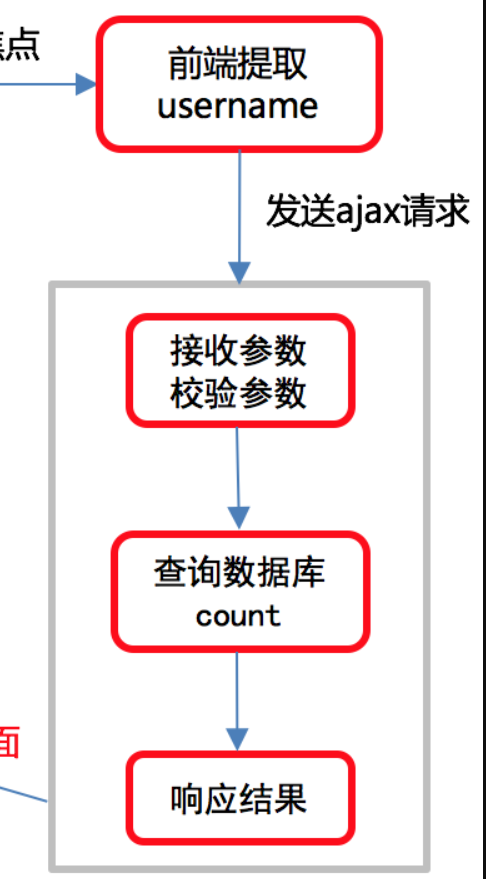 焦点
前端提取
username
发送ajax请求
接收参数
校验参数
查询数据库
count
面
响应结果